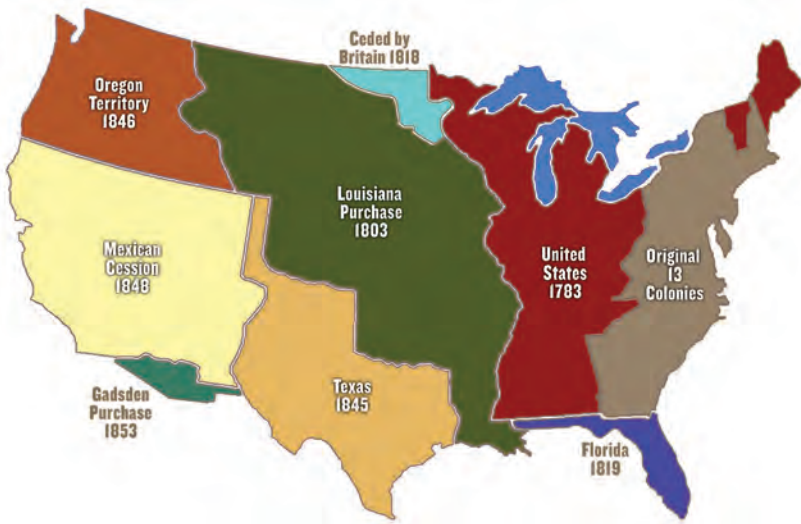 Ceded by
Britain 1818
Oregon
Territory
1846
Louisiana
Purchase
1803
Mexican
Cession
1848
United
States
1783
Original
13
Colonies
Gadsden
Purchase
1853
Texas
1845
Florida
1819